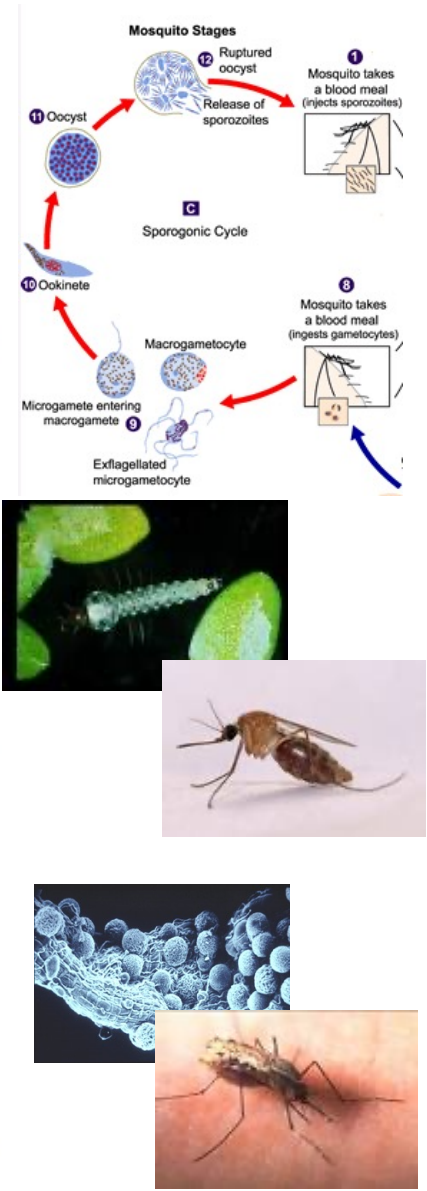 Mosquito Stages
12 Ruptured
oocyst
Release of
sporozoites
1
Mosquito takes
a blood meal
(injects sporozoites)
11 Oocyst
C
Sporogonic Cycle
10 Ookinete
8
Mosquito takes
a blood meal
(ingests gametocytes)
Macrogametocyte
Microgamete entering
macrogamete 9
Exflagellated
microgametocyte